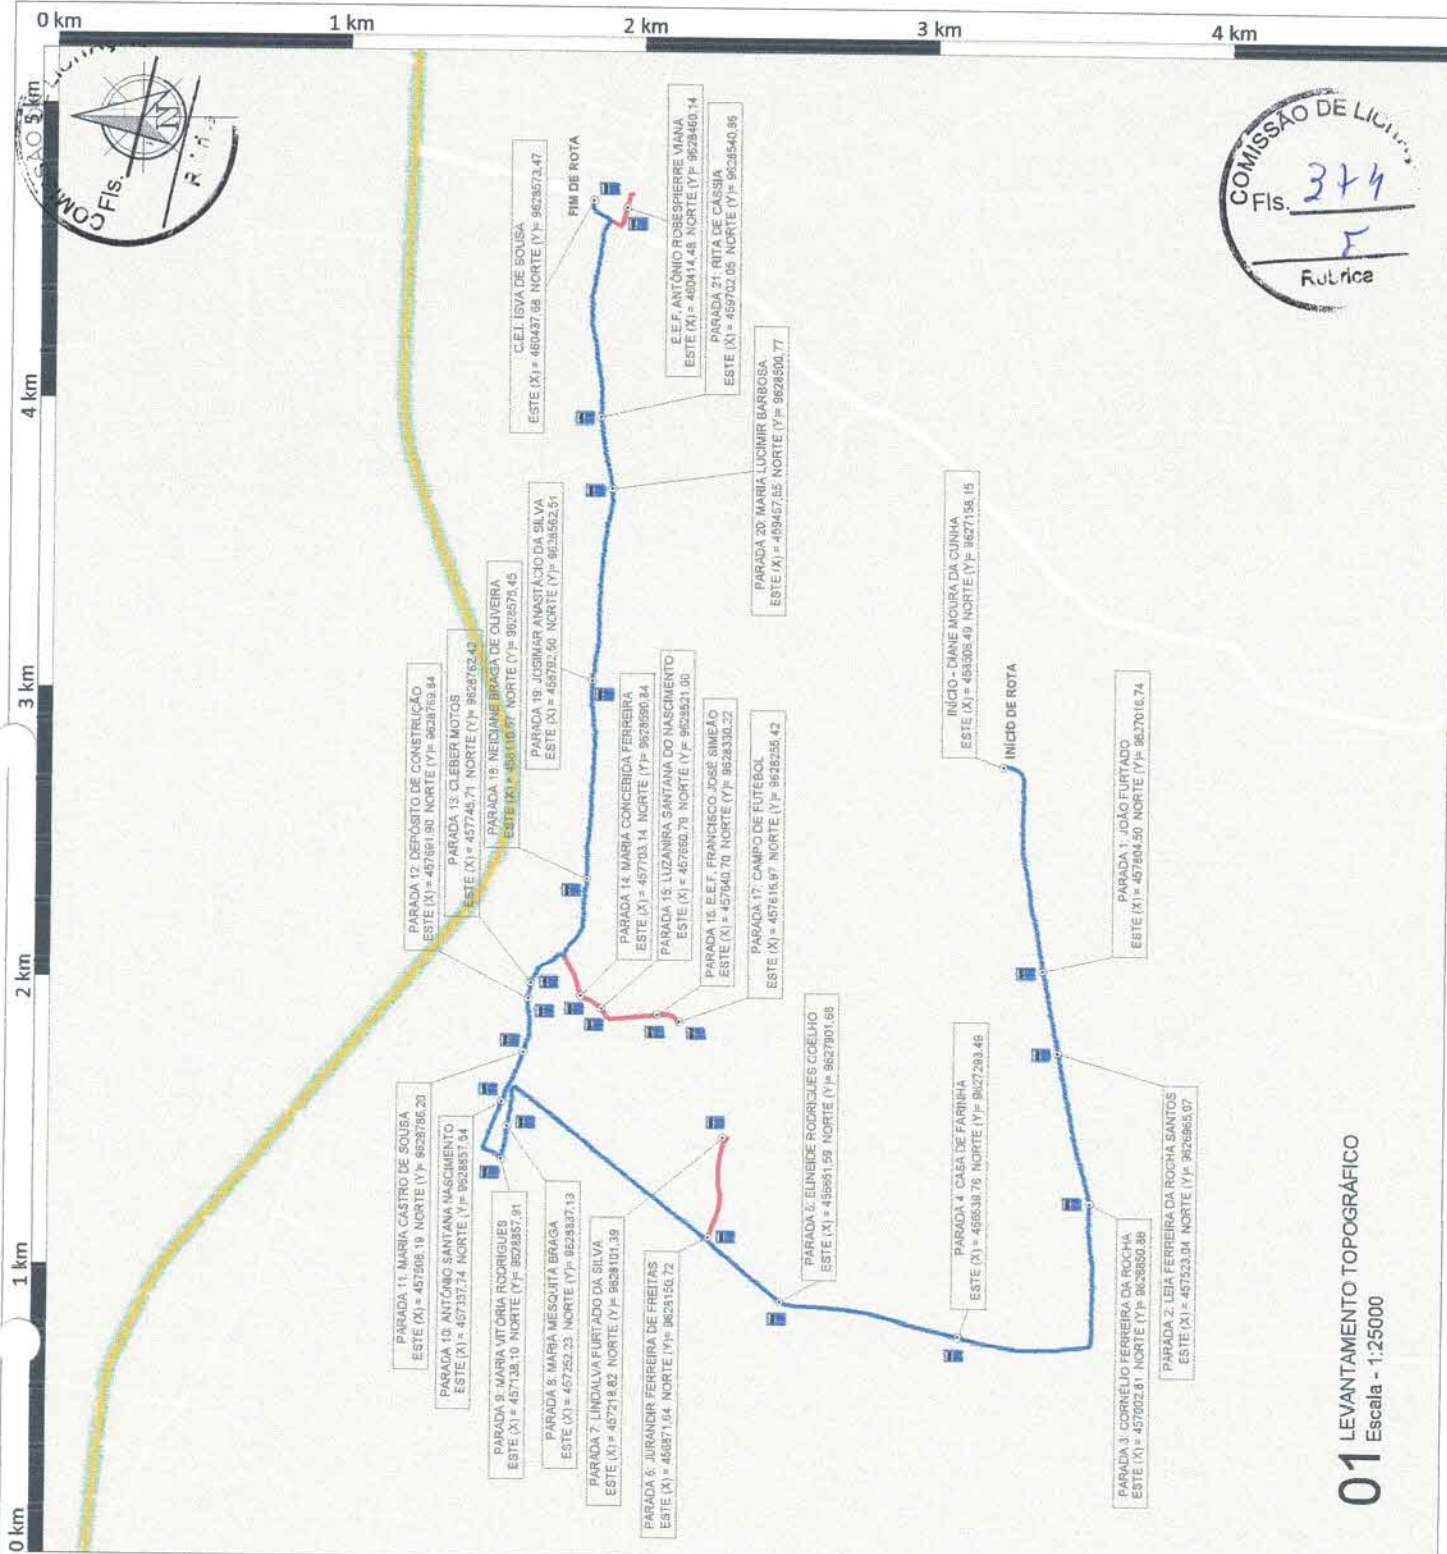 0 km
1 km
2 km
3 km
4 km
0 km
1 km
2 km
3 km
4 km
5 km
N
Fls.
COMISSÃO DE
Fls. 374
Rubrica
C.E.I. ISVA DE SOUSA
ESTE (X) = 460437,68 NORTE (Y)= 9628573,47
FIM DE ROTA
E.E.F. ANTÔNIO ROBESPIERRE VIANA
ESTE (X) = 460414,48 NORTE (Y)= 9628460,14
PARADA 21: RITA DE CÁSSIA
ESTE (X) = 459702,05 NORTE (Y)= 9628540,86
PARADA 20: MARIA LUCIMIR BARBOSA
ESTE (X) = 459457,55 NORTE (Y)= 9628500,77
PARADA 12: DEPÓSITO DE CONSTRUÇÃO
ESTE (X) = 457691,90 NORTE (Y)= 9628769,84
PARADA 13: CLEBER MOTOS
ESTE (X) = 457745,71 NORTE (Y)= 9628762,42
PARADA 18: NEIDIANE BRAGA DE OLIVEIRA
ESTE (X) = 458110,57 NORTE (Y)= 9628575,45
PARADA 19: JOSIMAR ANASTÁCIO DA SILVA
ESTE (X) = 458792,50 NORTE (Y)= 9628562,51
PARADA 14: MARIA CONCEBIDA FERREIRA
ESTE (X) = 457703,14 NORTE (Y)= 9628590,84
PARADA 15: LUZANIRA SANTANA DO NASCIMENTO
ESTE (X) = 457660,79 NORTE (Y)= 9628521,00
PARADA 16: E.E.F. FRANCISCO JOSÉ SIMEÃO
ESTE (X) = 457640,70 NORTE (Y)= 9628330,22
PARADA 17: CAMPO DE FUTEBOL
ESTE (X) = 457616,97 NORTE (Y)= 9628255,42
INÍCIO - DIANE MOURA DA CUNHA
ESTE (X) = 458506,49 NORTE (Y)= 9627158,15
INÍCIO DE ROTA
PARADA 1: JOÃO FURTADO
ESTE (X) = 457804,50 NORTE (Y)= 9627016,74
PARADA 11: MARIA CASTRO DE SOUSA
ESTE (X) = 457508,19 NORTE (Y)= 9628786,20
PARADA 10: ANTÔNIO SANTANA NASCIMENTO
ESTE (X) = 457337,74 NORTE (Y)= 9628857,54
PARADA 9: MARIA VITÓRIA RODRIGUES
ESTE (X) = 457138,10 NORTE (Y)= 9628857,91
PARADA 8: MARIA MESQUITA BRAGA
ESTE (X) = 457252,23 NORTE (Y)= 9628837,13
PARADA 7: LINDALVA FURTADO DA SILVA
ESTE (X) = 457218,82 NORTE (Y)= 9628101,39
PARADA 6: JURANDIR FERREIRA DE FREITAS
ESTE (X) = 456871,64 NORTE (Y)= 9628150,72
PARADA 5: ELINEIDE RODRIGUES COELHO
ESTE (X) = 456651,59 NORTE (Y)= 9627901,68
PARADA 4: CASA DE FARINHA
ESTE (X) = 456539,76 NORTE (Y)= 9627293,49
PARADA 3: CORNÉLIO FERREIRA DA ROCHA
ESTE (X) = 457002,81 NORTE (Y)= 9626850,88
PARADA 2: LEIA FERREIRA DA ROCHA SANTOS
ESTE (X) = 457523,04 NORTE (Y)= 9626965,07
01 LEVANTAMENTO TOPOGRÁFICO
Escala - 1:25000